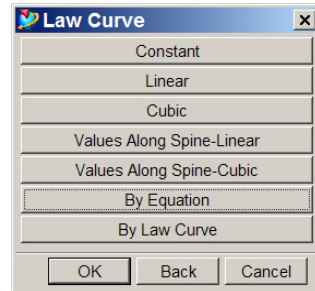 Law Curve
Constant
Linear
Cubic
Values Along Spine-Linear
Values Along Spine-Cubic
By Equation
By Law Curve
OK Back Cancel